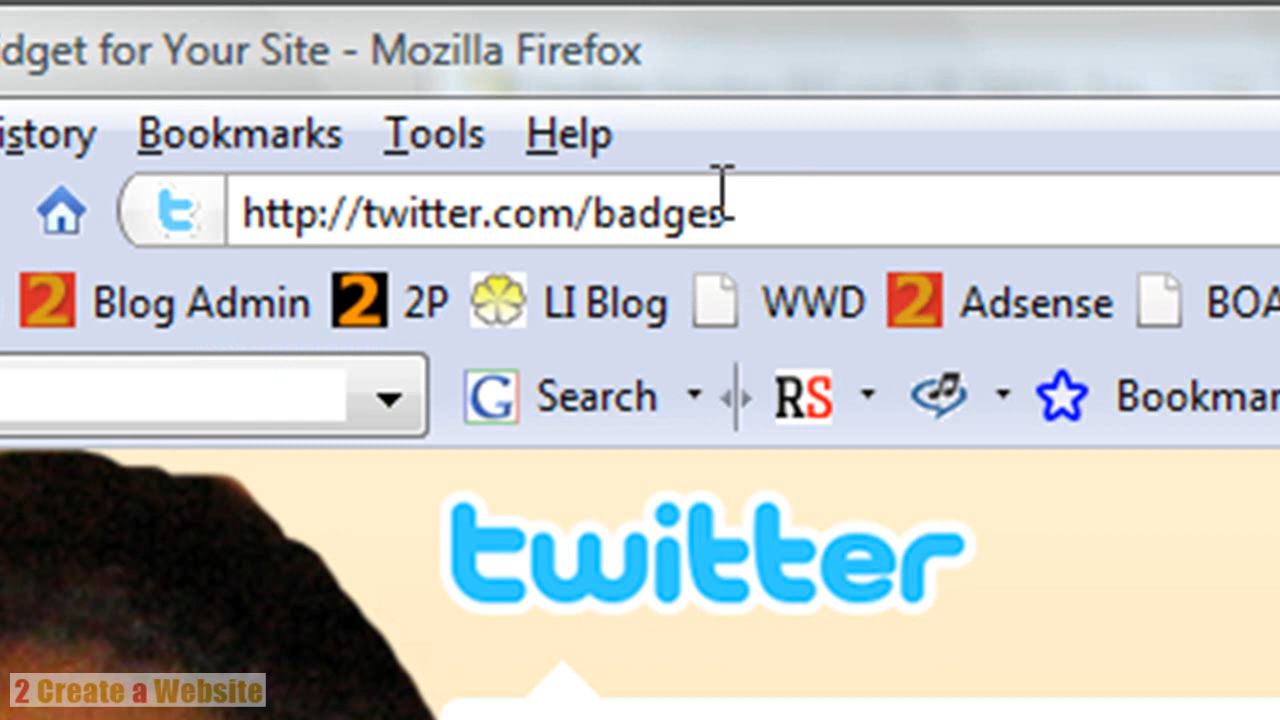 dget for Your Site - Mozilla Firefox
istory Bookmarks Tools Help
http://twitter.com/badges
2 Blog Admin 2 2P LI Blog WWD 2 Adsense BOA
G Search RS Bookmar
twitter
2 Create a Website